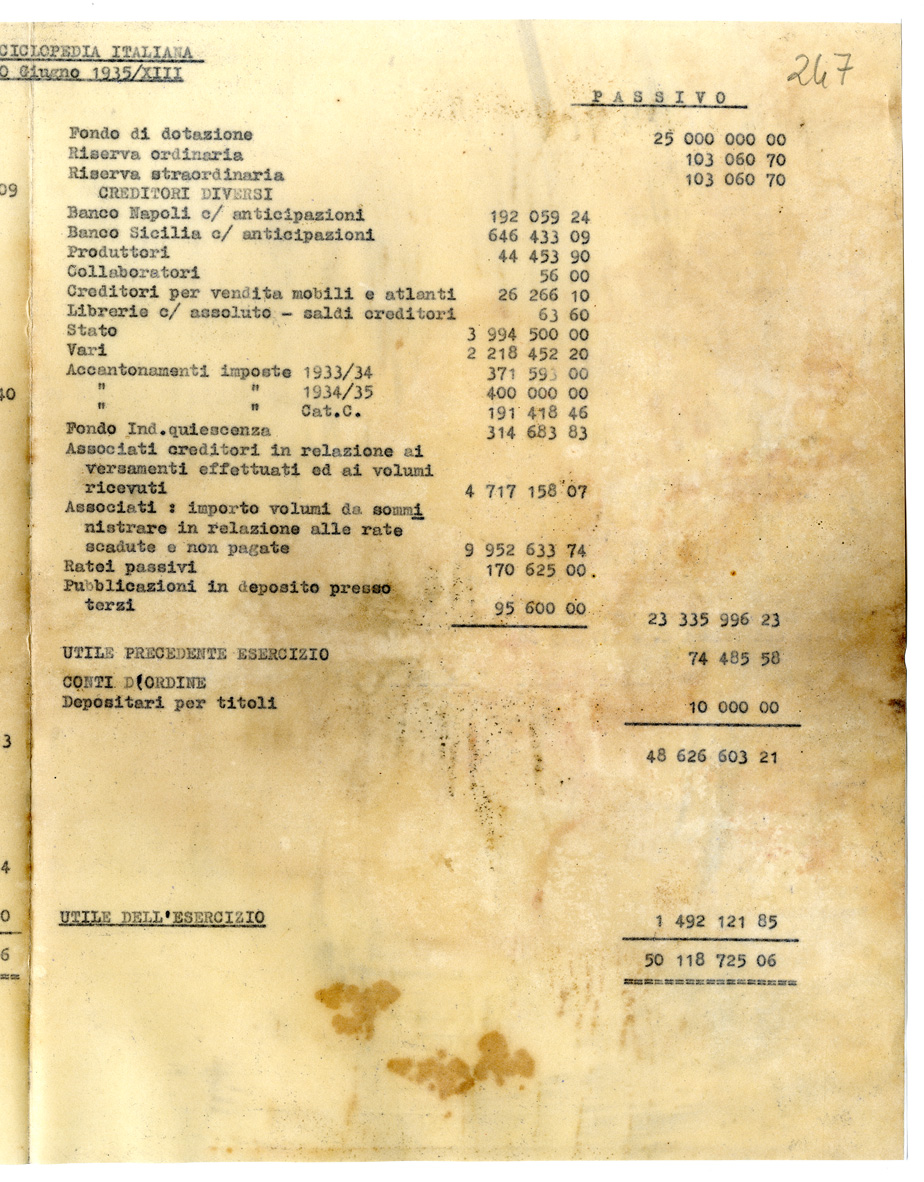 CICLOPEDIA ITALIANA
0 Giugno 1935/XIII
247
P A S S I V O
Fondo di dotazione 25 000 000 00
Riserva ordinaria 103 060 70
Riserva straordinaria 103 060 70
09
CREDITORI DIVERSI
Banco Napoli c/ anticipazioni 192 059 24
Banco Sicilia c/ anticipazioni 646 433 09
Produttori 44 453 90
Collaboratori 56 00
Creditori per vendita mobili e atlanti 26 266 10
Librerie c/ assoluto - saldi creditori 63 60
Stato 3 994 500 00
Vari 2 218 452 20
Accantonamenti imposte 1933/34 371 593 00
40 " " 1934/35 400 000 00
" " Cat.C. 191 418 46
Fondo Ind.quiescenza 314 683 83
Associati creditori in relazione ai
versamenti effettuati ed ai volumi
ricevuti 4 717 158 07
Associati : importo volumi da sommi
nistrare in relazione alle rate
scadute e non pagate 9 952 633 74
Ratei passivi 170 625 00.
Pubblicazioni in deposito presso
terzi 95 600 00 23 335 996 23
UTILE PRECEDENTE ESERCIZIO 74 485 58
CONTI D(ORDINE
Depositari per titoli 10 000 00
3
48 626 603 21
4
0
UTILE DELL'ESERCIZIO 1 492 121 85
6
50 118 725 06